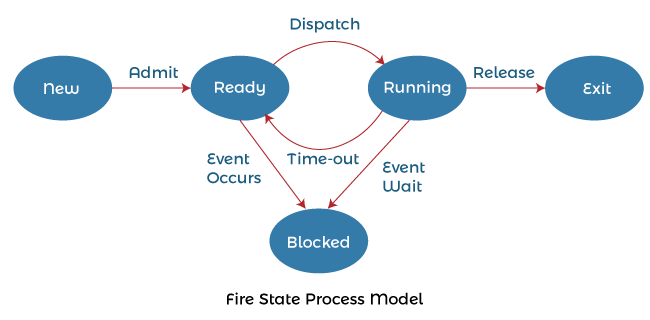 Dispatch
Admit
Release
New
Ready
Running
Exit
Event
Occurs
Time-out
Event
Wait
Blocked
Fire State Process Model